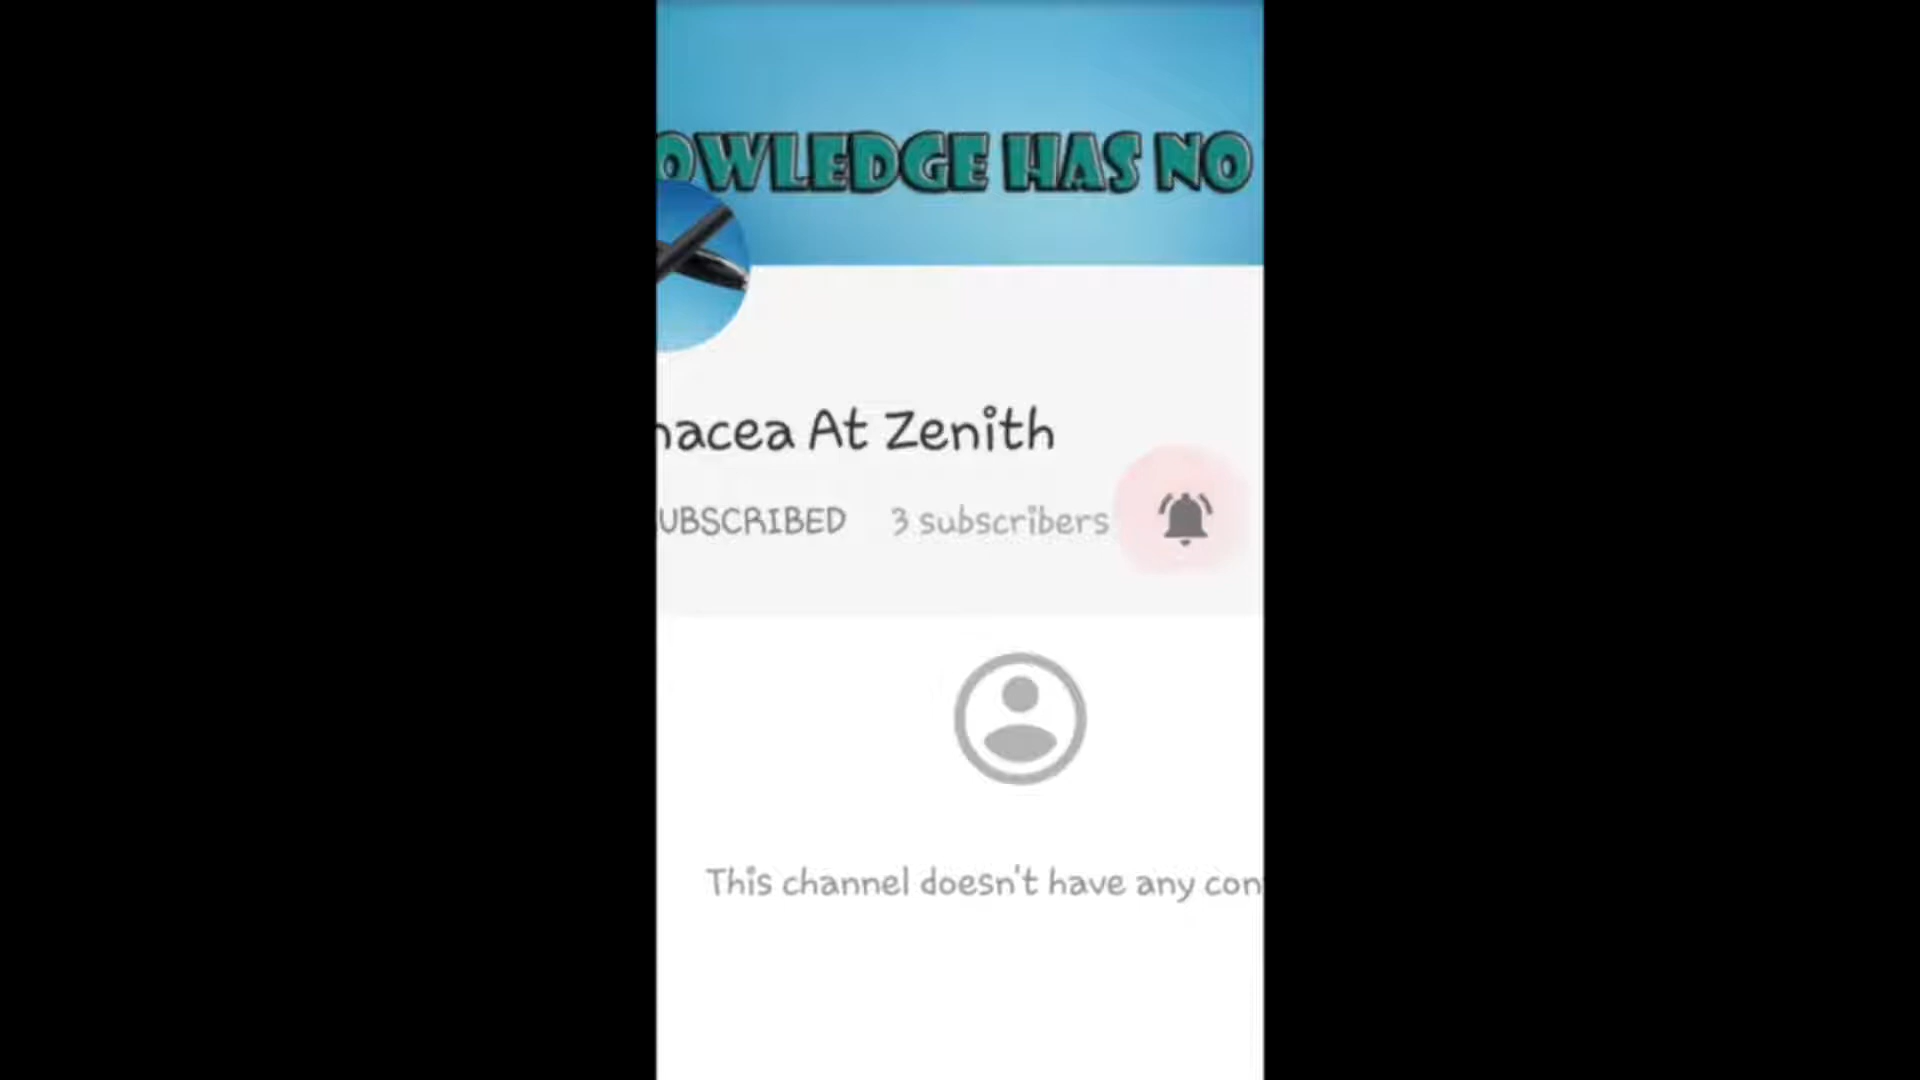 OWLEDGE HAS NO
nacea At Zenith
UBSCRIBED 3 subscribers
This channel doesn't have any con